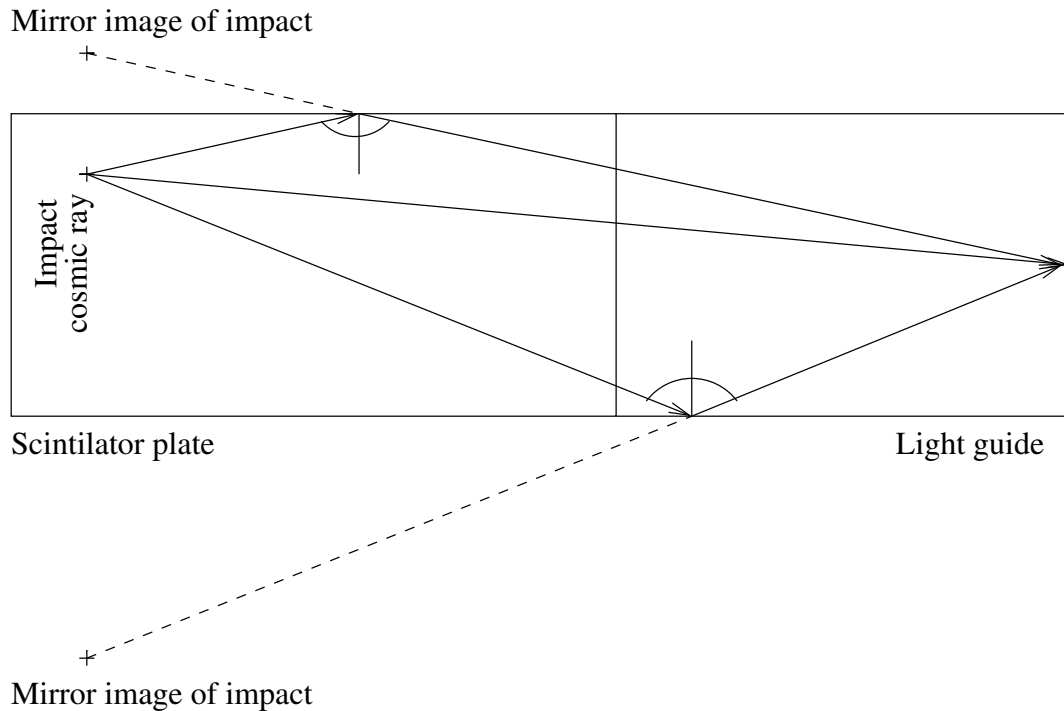 Mirror image of impact
Impact
cosmic ray
Scintilator plate
Light guide
Mirror image of impact